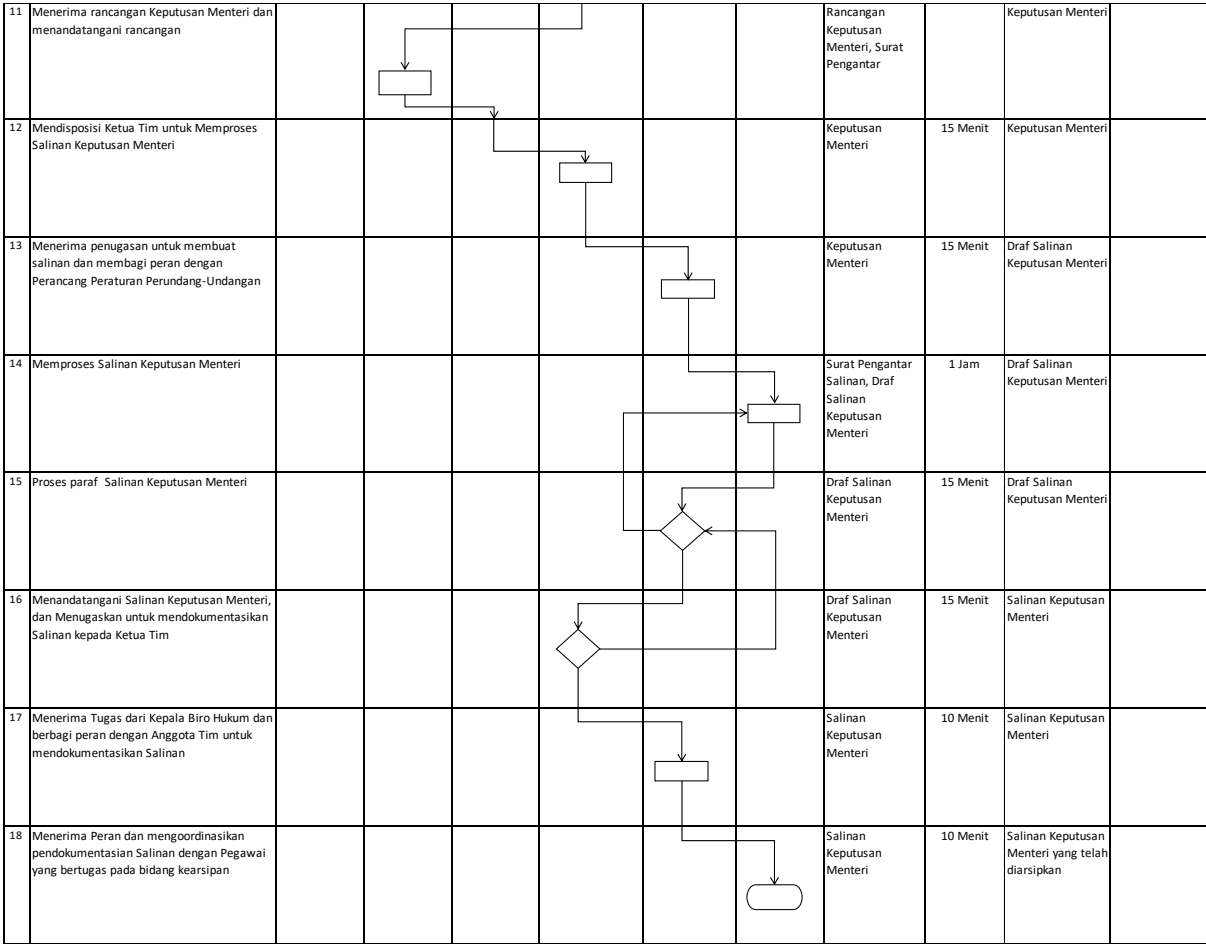 11
Menerima rancangan Keputusan Menteri dan
menandatangani rancangan
Rancangan
Keputusan
Menteri, Surat
Pengantar
Keputusan Menteri
12
Mendisposisi Ketua Tim untuk Memproses
Salinan Keputusan Menteri
Keputusan
Menteri
15 Menit
Keputusan Menteri
13
Menerima penugasan untuk membuat
salinan dan membagi peran dengan
Perancang Peraturan Perundang-Undangan
Keputusan
Menteri
15 Menit
Draf Salinan
Keputusan Menteri
14
Memproses Salinan Keputusan Menteri
Surat Pengantar
Salinan, Draf
Salinan
Keputusan
Menteri
1 Jam
Draf Salinan
Keputusan Menteri
15
Proses paraf Salinan Keputusan Menteri
Draf Salinan
Keputusan
Menteri
15 Menit
Draf Salinan
Keputusan Menteri
16
Menandatangani Salinan Keputusan Menteri,
dan Menugaskan untuk mendokumentasikan
Salinan kepada Ketua Tim
Draf Salinan
Keputusan
Menteri
15 Menit
Salinan Keputusan
Menteri
17
Menerima Tugas dari Kepala Biro Hukum dan
berbagi peran dengan Anggota Tim untuk
mendokumentasikan Salinan
Salinan
Keputusan
Menteri
10 Menit
Salinan Keputusan
Menteri
18
Menerima Peran dan mengoordinasikan
pendokumentasian Salinan dengan Pegawai
yang bertugas pada bidang kearsipan
Salinan
Keputusan
Menteri
10 Menit
Salinan Keputusan
Menteri yang telah
diarsipkan